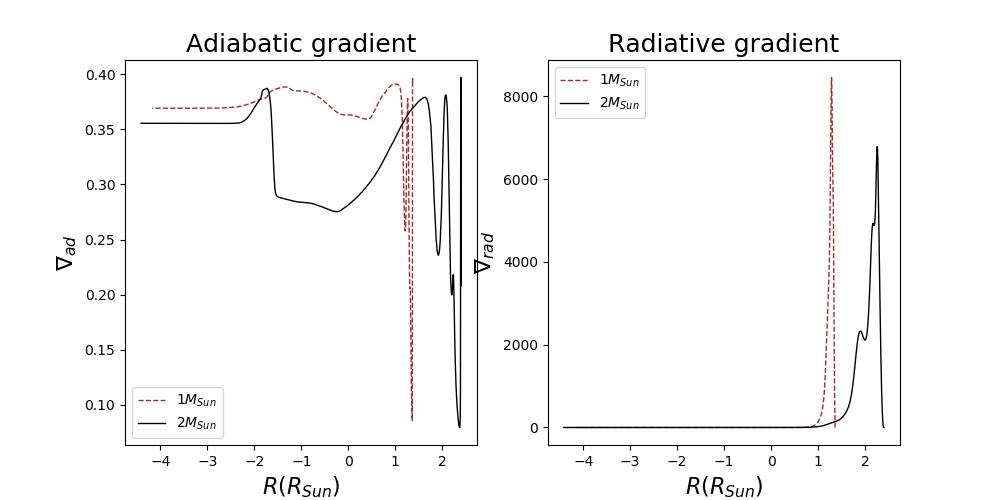 Adiabatic gradient
0.40
0.35
0.30
0.25
0.20
0.15
0.10
∇ad
1MSun
2MSun
−4 −3 −2 −1 0 1 2
R(RSun)
Radiative gradient
8000
6000
4000
2000
0
∇rad
1MSun
2MSun
−4 −3 −2 −1 0 1 2
R(RSun)